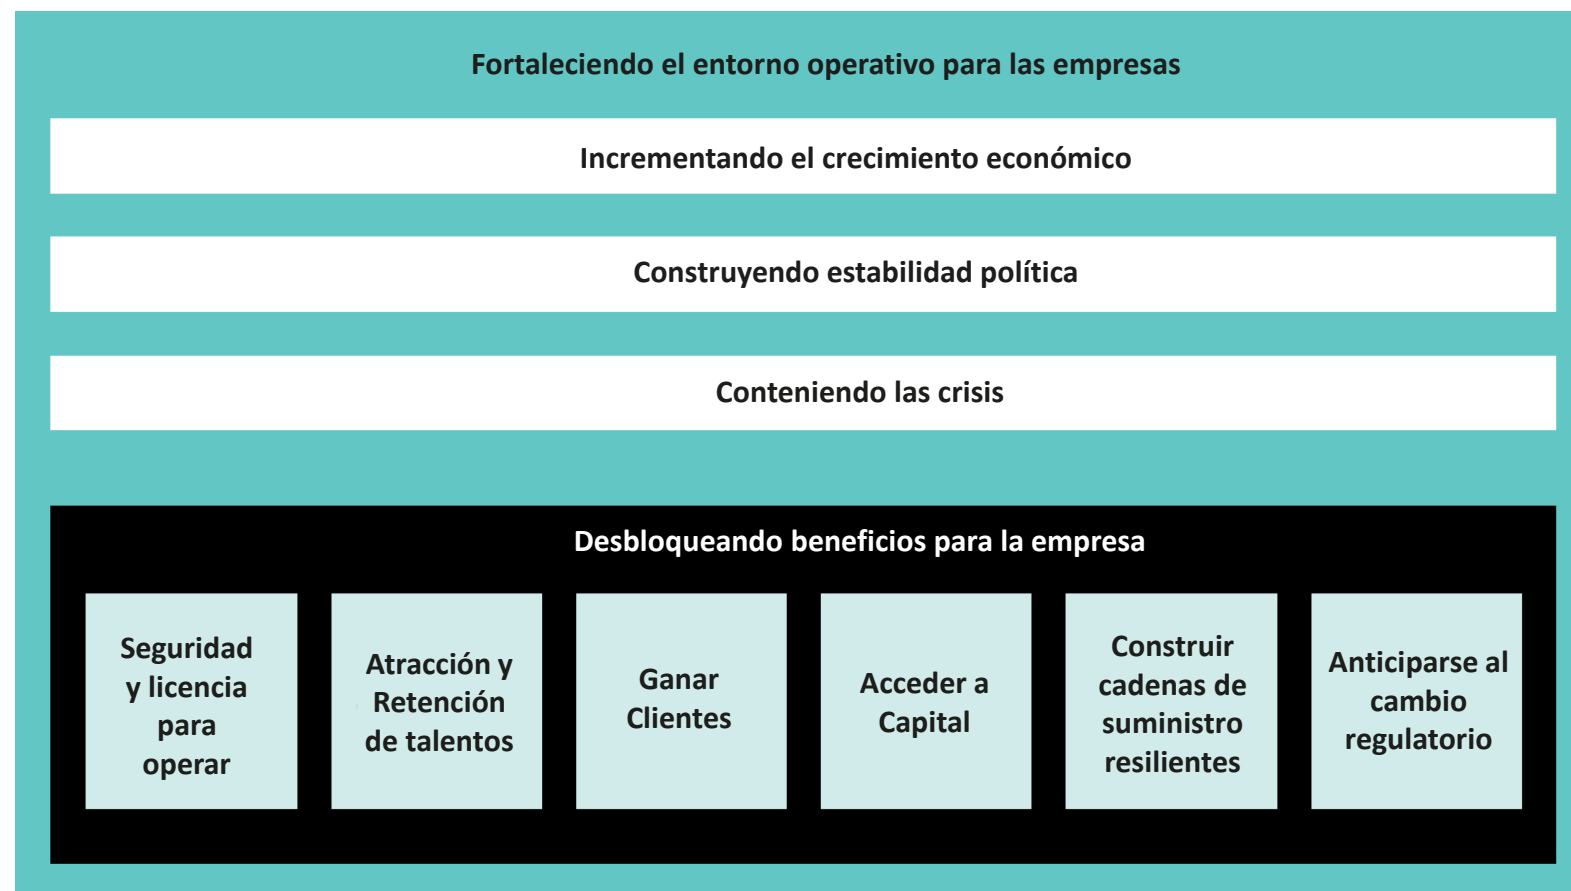 Fortaleciendo el entorno operativo para las empresas
Incrementando el crecimiento económico
Construyendo estabilidad política
Conteniendo las crisis
Desbloqueando beneficios para la empresa
Seguridad
y licencia
para
operar
Atracción y
Retención
de talentos
Ganar
Clientes
Acceder a
Capital
Construir
cadenas de
suministro
resilientes
Anticiparse al
cambio
regulatorio